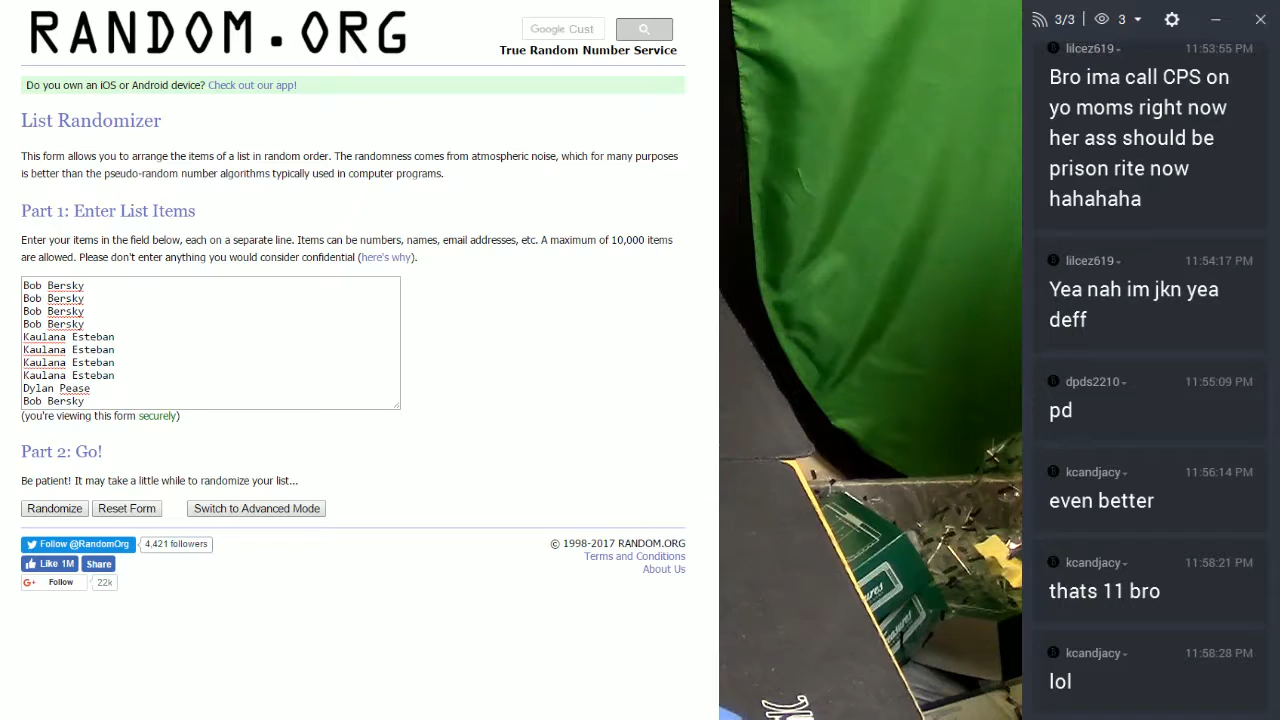 RANDOM.ORG
Google Cust
True Random Number Service
Do you own an iOS or Android device? Check out our app!
List Randomizer
This form allows you to arrange the items of a list in random order. The randomness comes from atmospheric noise, which for many purposes
is better than the pseudo-random number algorithms typically used in computer programs.
Part 1: Enter List Items
Enter your items in the field below, each on a separate line. Items can be numbers, names, email addresses, etc. A maximum of 10,000 items
are allowed. Please don't enter anything you would consider confidential (here's why).
Bob Bersky
Bob Bersky
Bob Bersky
Bob Bersky
Kaulana Esteban
Kaulana Esteban
Kaulana Esteban
Kaulana Esteban
Dylan Pease
Bob Bersky
(you're viewing this form securely)
Part 2: Go!
Be patient! It may take a little while to randomize your list...
Randomize Reset Form Switch to Advanced Mode
Follow @RandomOrg 4,421 followers
Like 1M Share
G+ Follow 22k
© 1998-2017 RANDOM.ORG
Terms and Conditions
About Us
3/3 3
lilcez619 11:53:55 PM
Bro ima call CPS on
yo moms right now
her ass should be
prison rite now
hahahaha
lilcez619 11:54:17 PM
Yea nah im jkn yea
deff
dpds2210 11:55:09 PM
pd
kcandjacy 11:56:14 PM
even better
kcandjacy 11:58:21 PM
thats 11 bro
kcandjacy 11:58:28 PM
lol